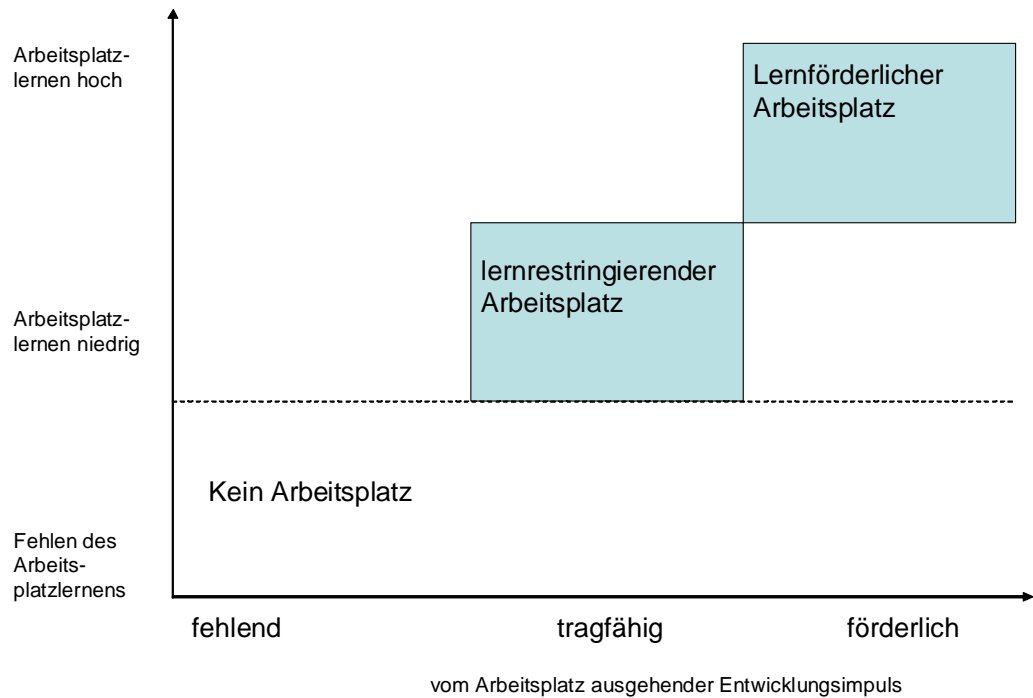 Arbeitsplatz-
lernen hoch
Lernförderlicher
Arbeitsplatz
lernrestringierender
Arbeitsplatz
Arbeitsplatz-
lernen niedrig
Kein Arbeitsplatz
Fehlen des
Arbeits-
platzlernens
fehlend
tragfähig
förderlich
vom Arbeitsplatz ausgehender Entwicklungsimpuls